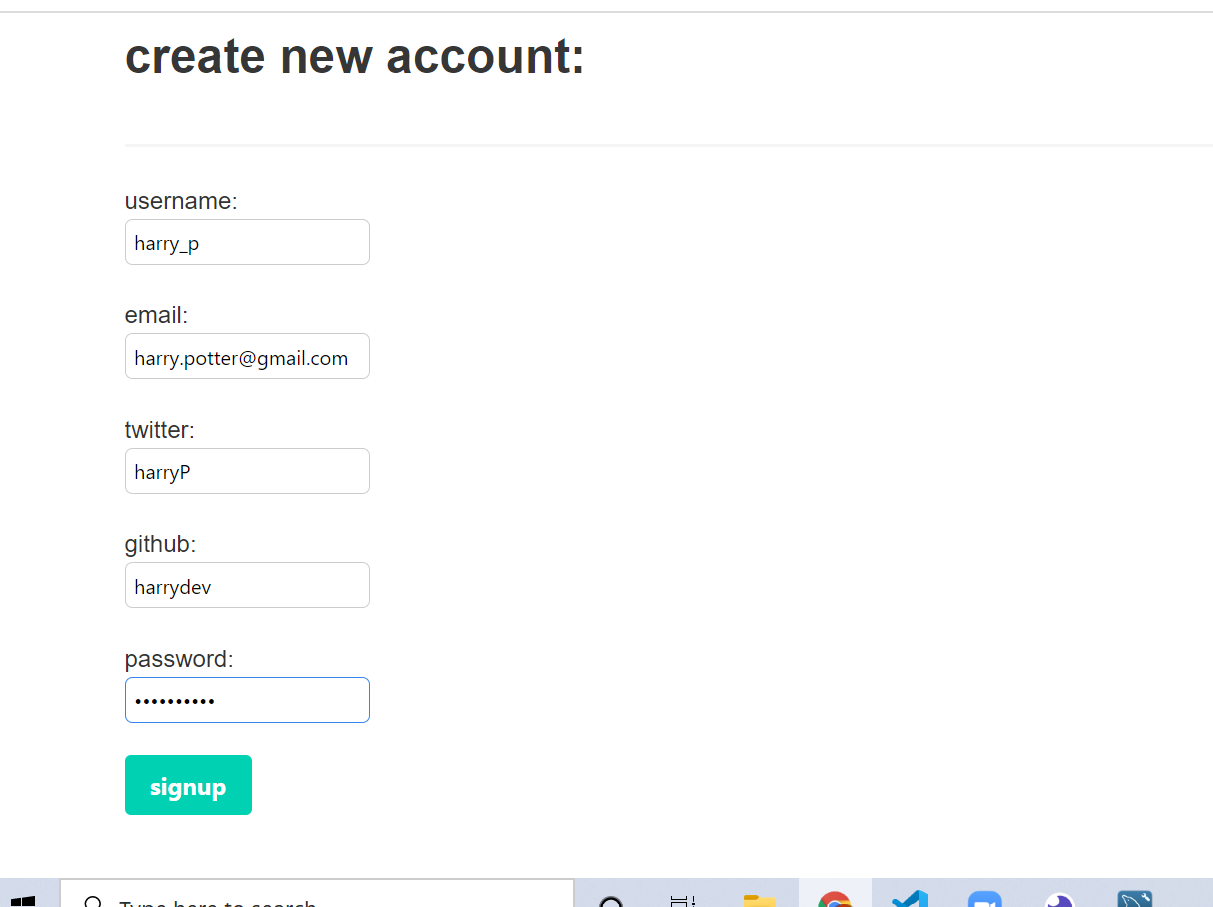 create new account:
username:
harry_p
email:
harry.potter@gmail.com
twitter:
harryP
github:
harrydev
password:
••••••••••
signup
Type here to search